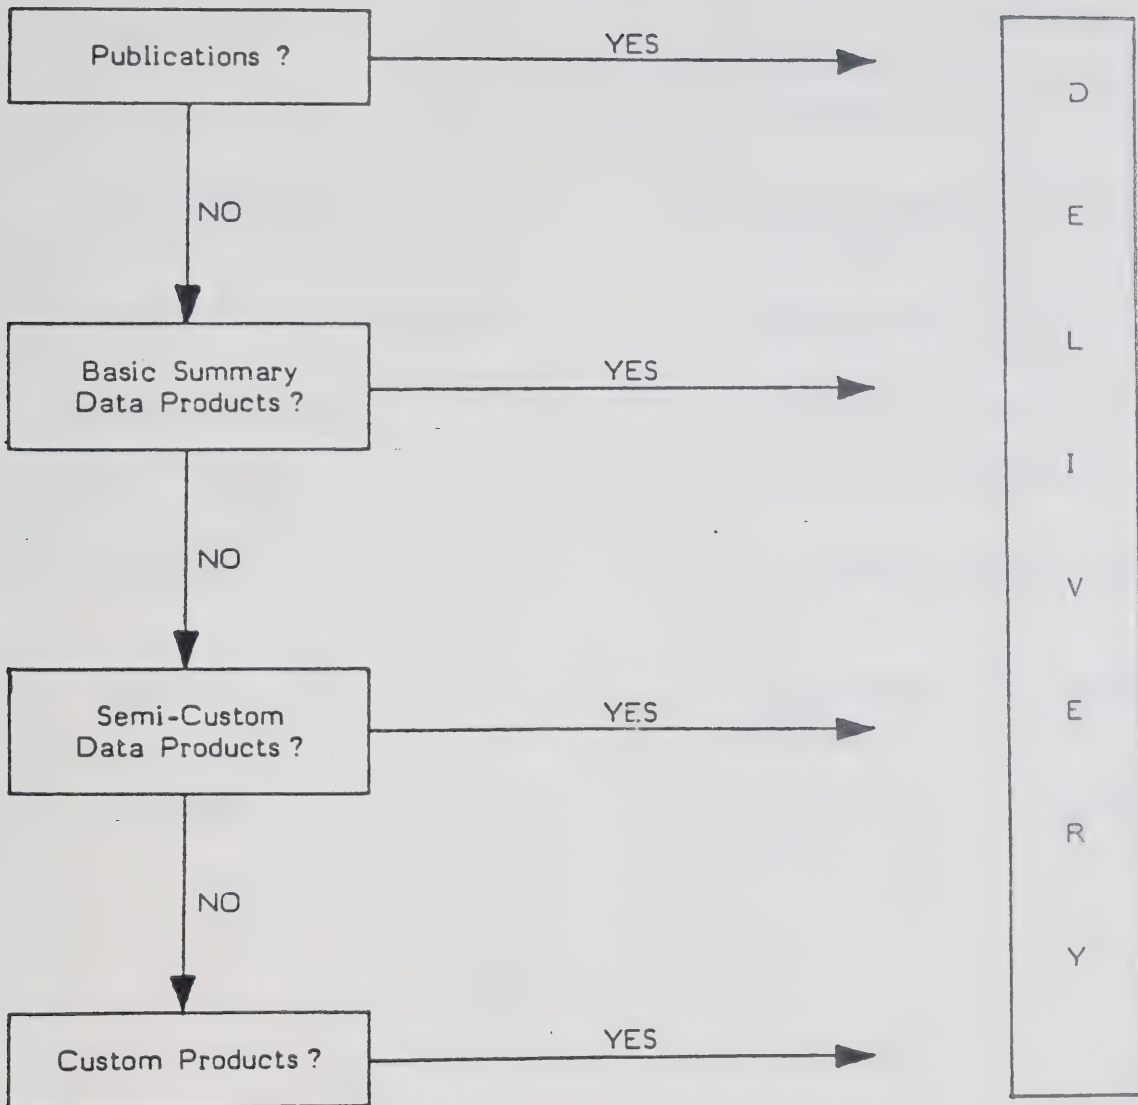 Publications ?
YES
NO
Basic Summary
Data Products ?
YES
NO
Semi-Custom
Data Products ?
YES
NO
Custom Products ?
YES
D
E
L
I
V
E
R
Y